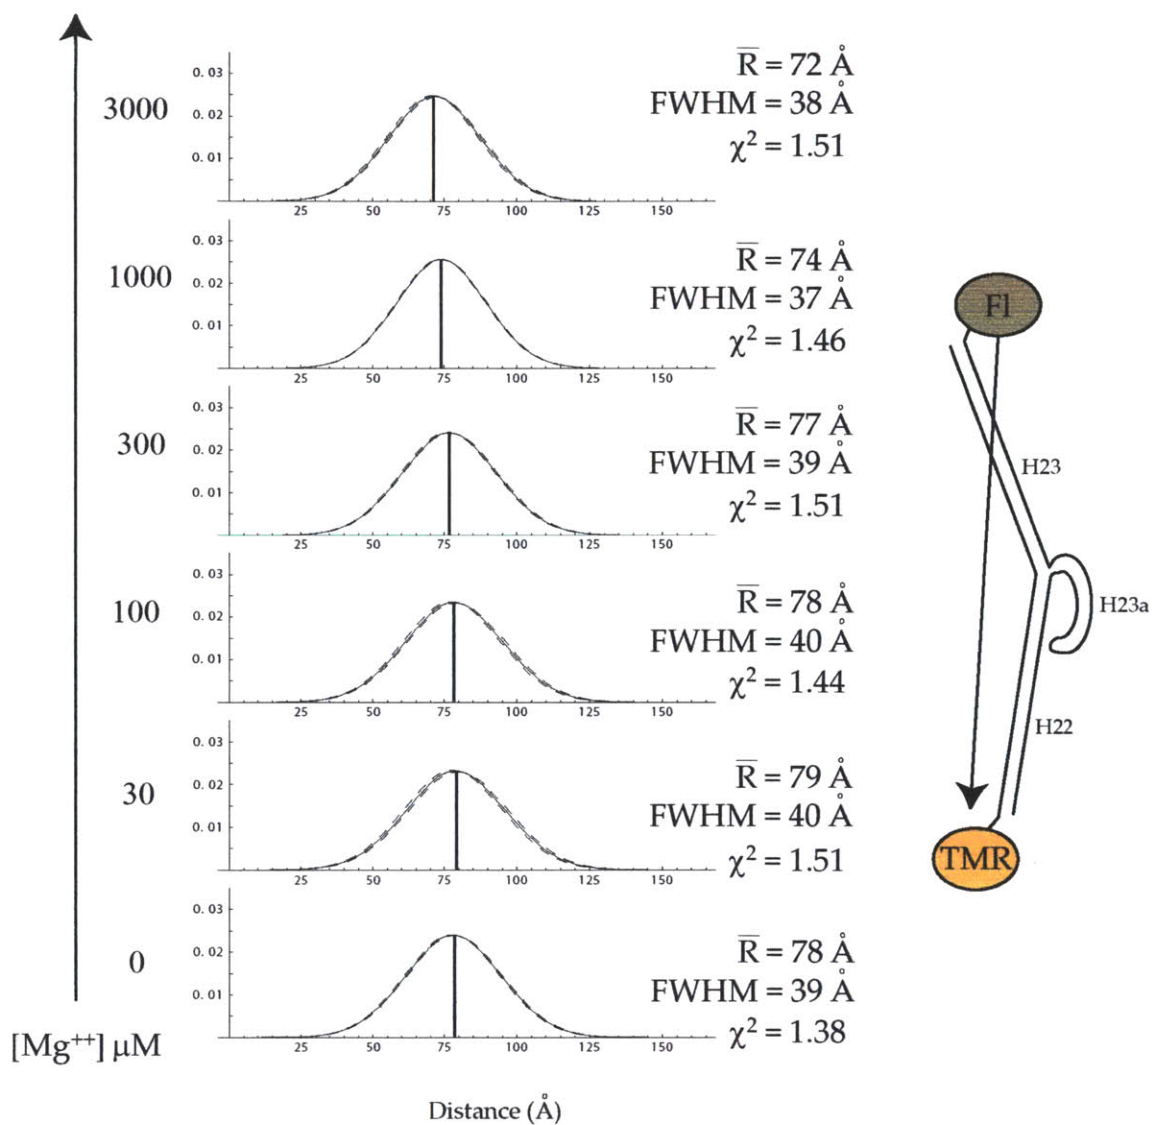 3000
0. 03
0. 02
0. 01
25 50 75 100 125 150
R̅ = 72 Å
FWHM = 38 Å
χ² = 1.51
1000
0. 03
0. 02
0. 01
25 50 75 100 125 150
R̅ = 74 Å
FWHM = 37 Å
χ² = 1.46
300
0. 03
0. 02
0. 01
25 50 75 100 125 150
R̅ = 77 Å
FWHM = 39 Å
χ² = 1.51
100
0. 03
0. 02
0. 01
25 50 75 100 125 150
R̅ = 78 Å
FWHM = 40 Å
χ² = 1.44
30
0. 03
0. 02
0. 01
25 50 75 100 125 150
R̅ = 79 Å
FWHM = 40 Å
χ² = 1.51
0
0. 03
0. 02
0. 01
25 50 75 100 125 150
R̅ = 78 Å
FWHM = 39 Å
χ² = 1.38
[Mg⁺⁺] μM
Distance (Å)
Fl
H23
H23a
H22
TMR